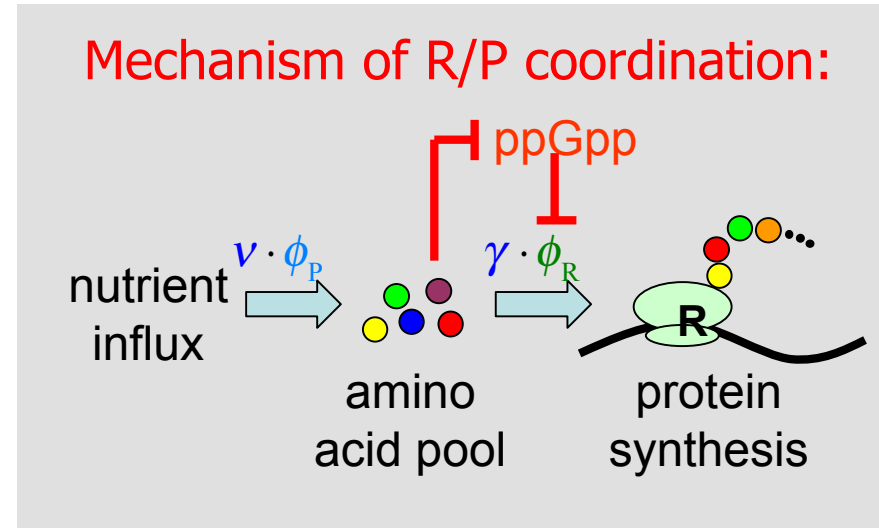 Mechanism of R/P coordination:
ppGpp
ν · ϕP
γ · ϕR
nutrient
influx
R
amino
acid pool
protein
synthesis